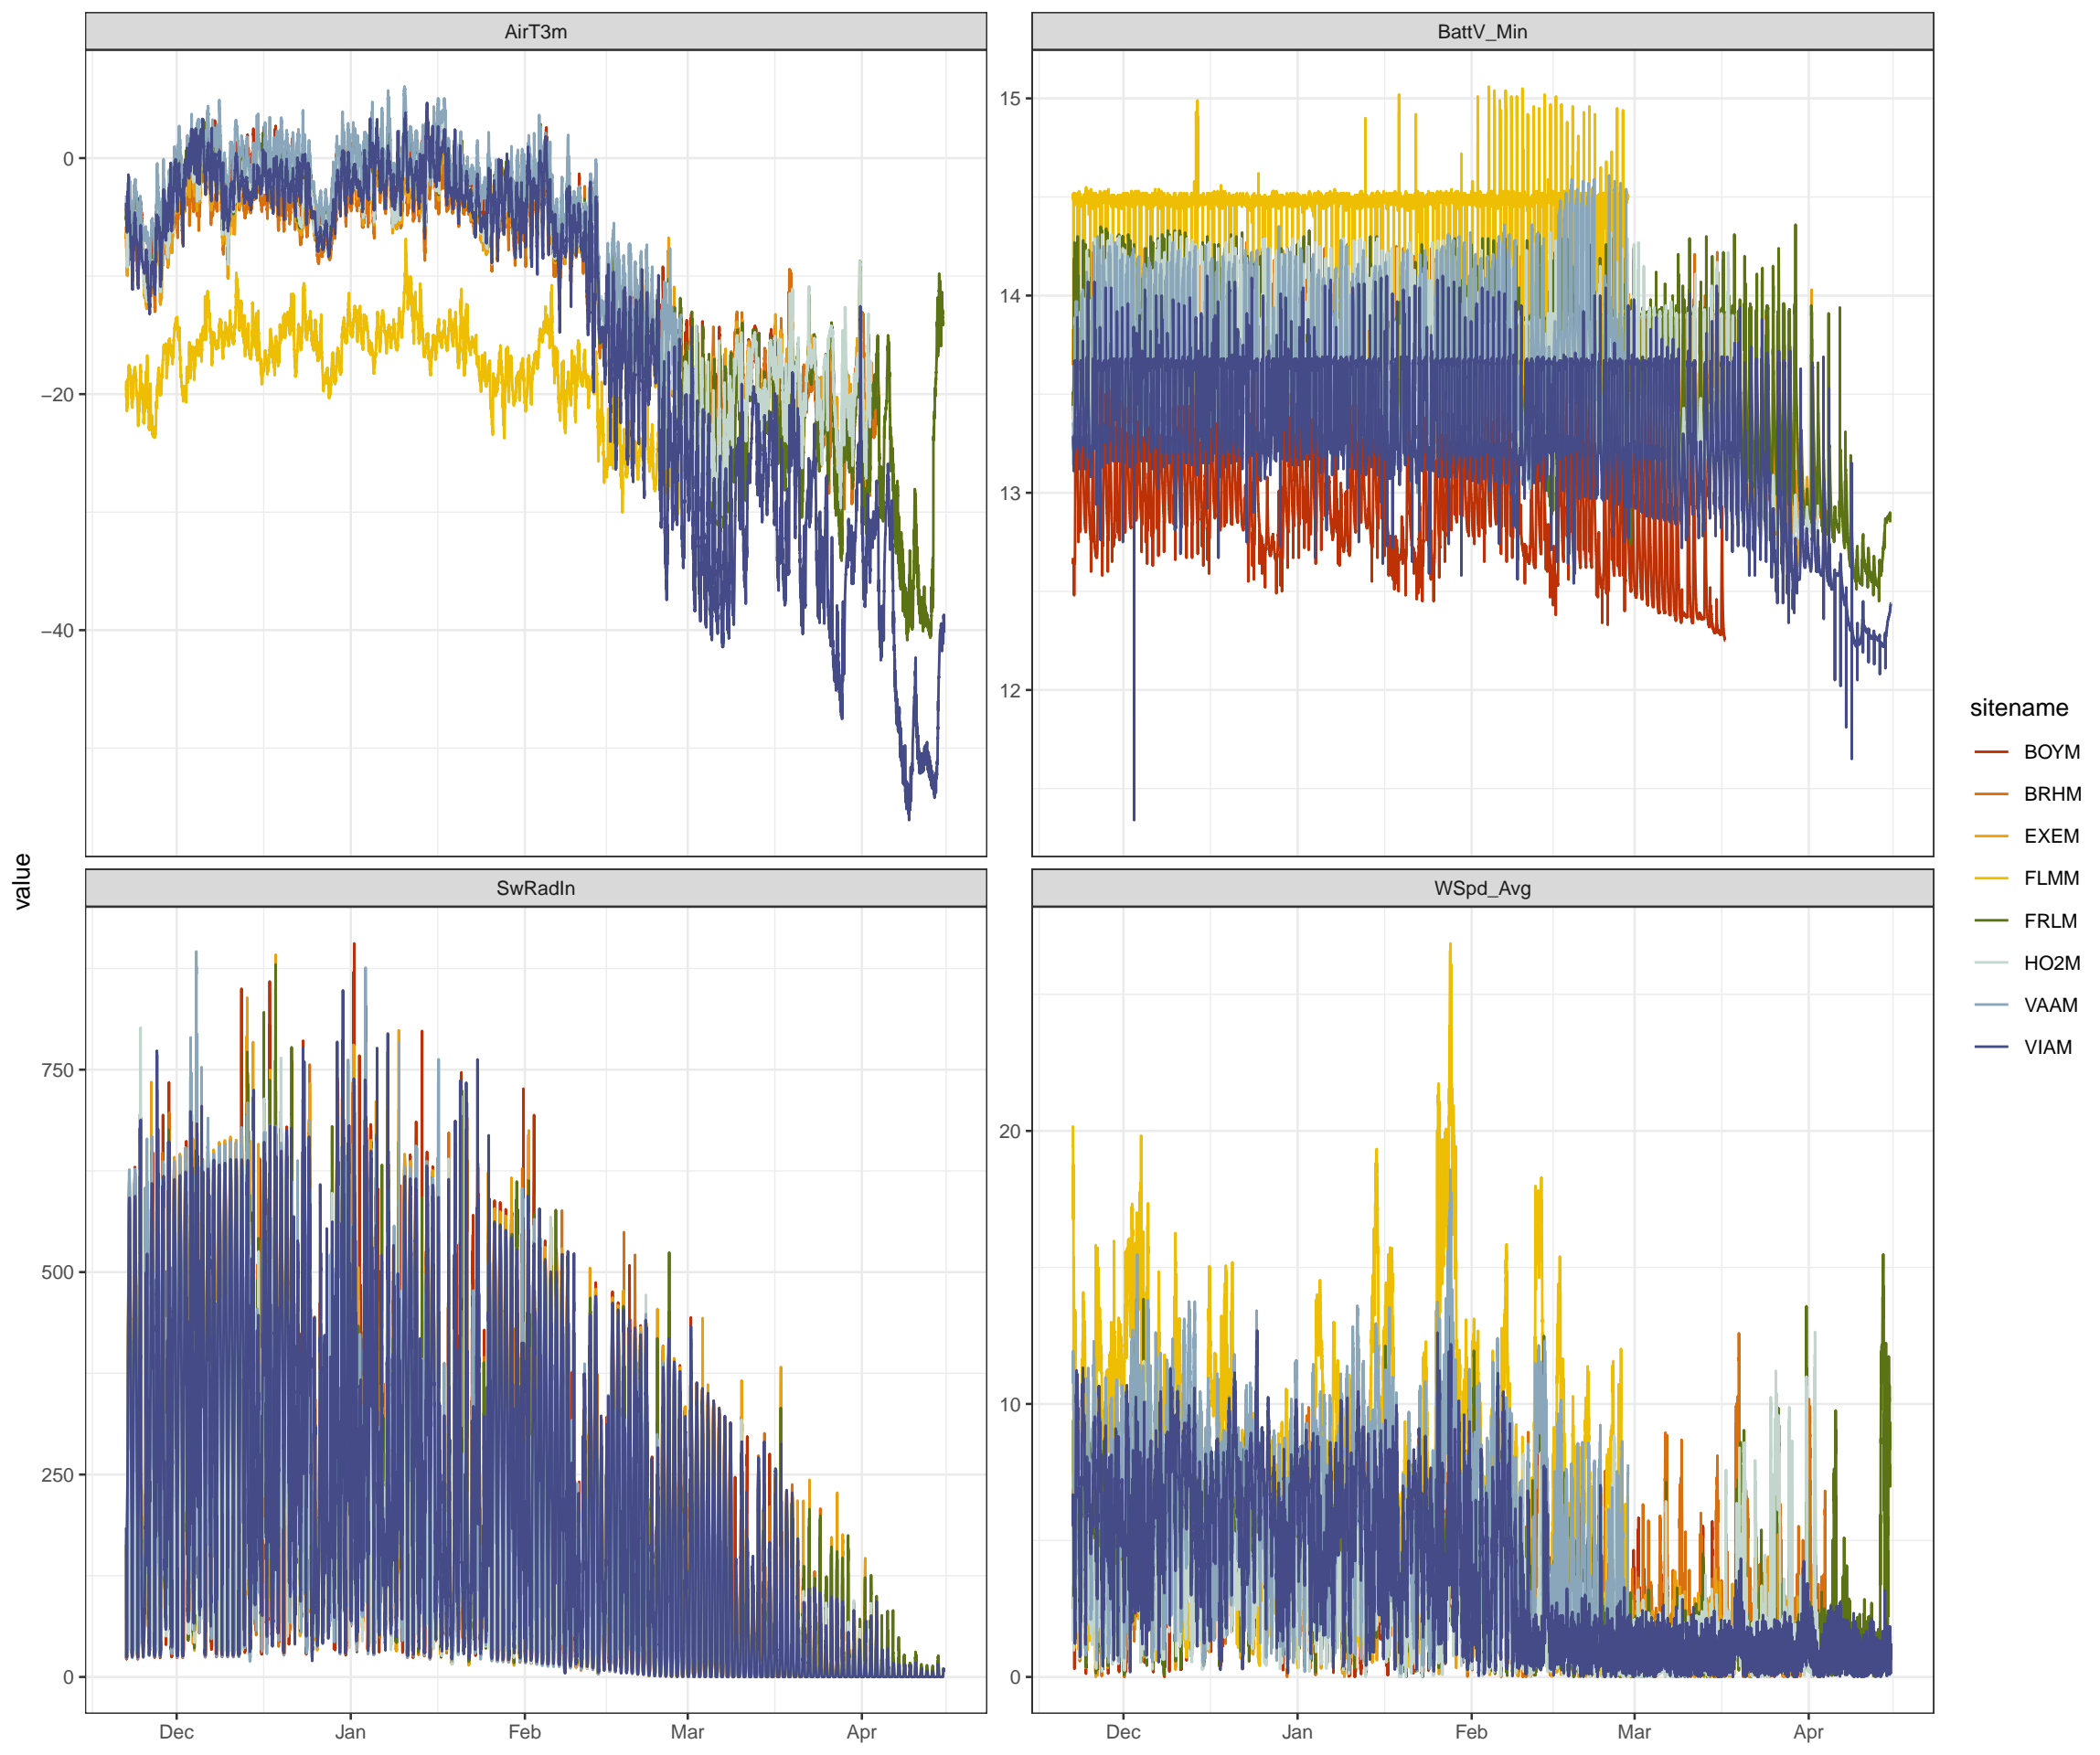 AirT3m
BattV_Min
0
−20
−40
15
14
13
12
SwRadIn
WSpd_Avg
750
500
250
0
20
10
0
Dec Jan Feb Mar Apr
Dec Jan Feb Mar Apr
value
sitename
BOYM
BRHM
EXEM
FLMM
FRLM
HO2M
VAAM
VIAM